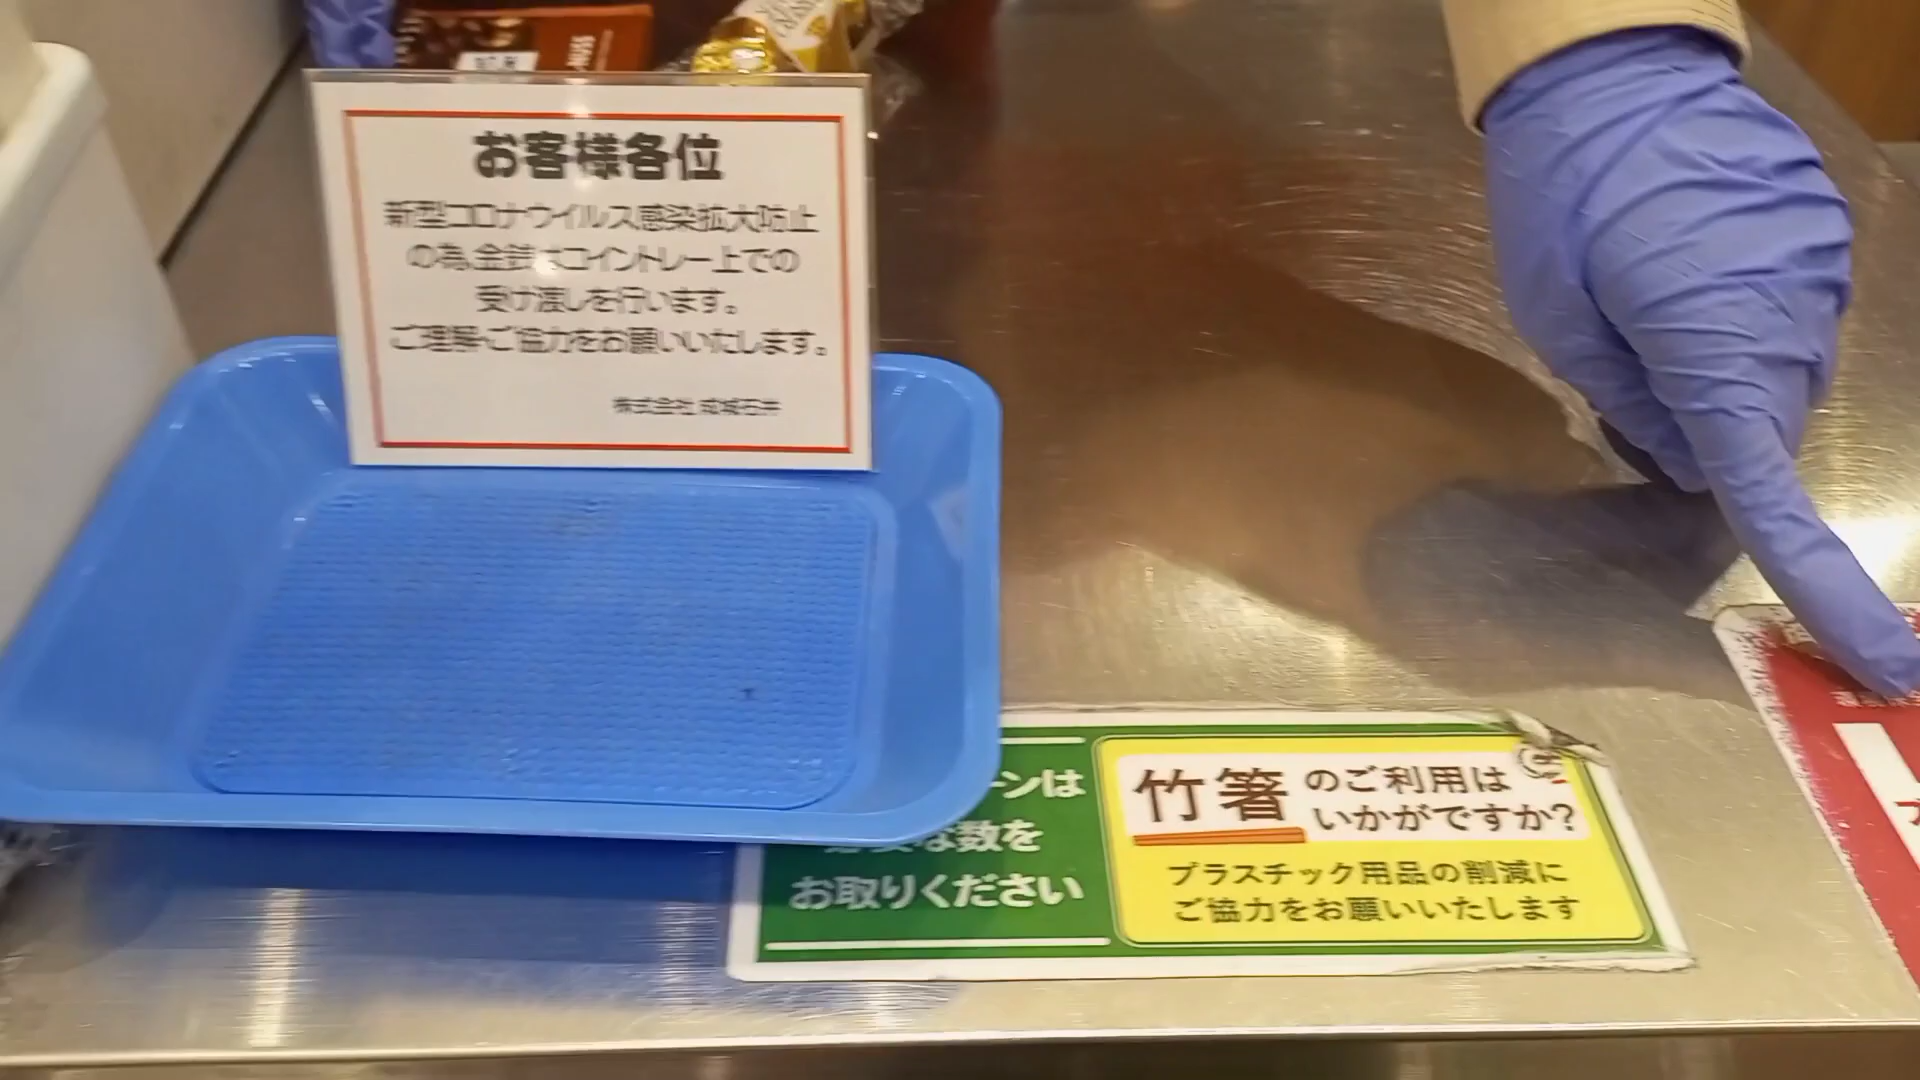 お客様各位
新型コロナウイルス感染拡大防止
の為、金銭はコイントレー上での
受け渡しを行います。
ご理解・ご協力をお願いいたします。
株式会社 成城石井
ンは
な数を
お取りください
竹箸 のご利用は
いかがですか?
プラスチック用品の削減に
ご協力をお願いいたします